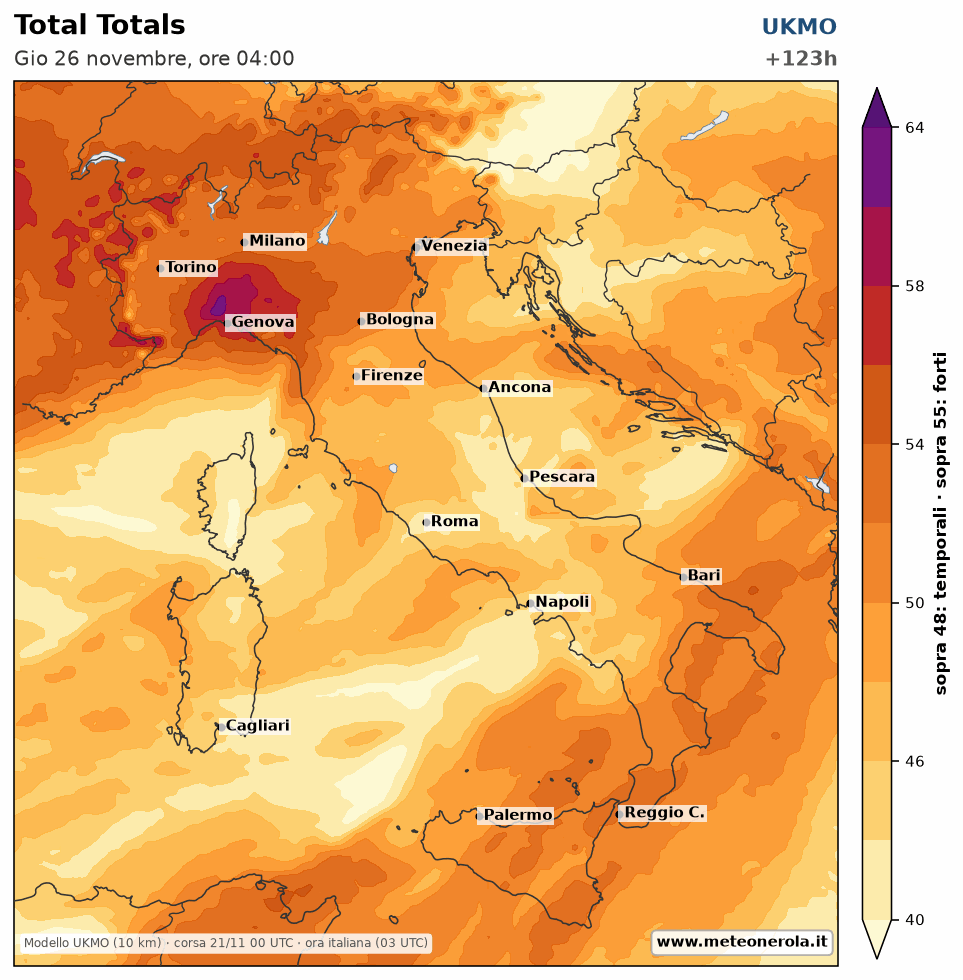 Total Totals
UKMO
Gio 26 novembre, ore 04:00
+123h
64
58
54
50
46
40
sopra 48: temporali · sopra 55: forti
Milano
Venezia
Torino
Genova
Bologna
Firenze
Ancona
Pescara
Roma
Bari
Napoli
Cagliari
Palermo
Reggio C.
Modello UKMO (10 km) · corsa 21/11 00 UTC · ora italiana (03 UTC)
www.meteonerola.it